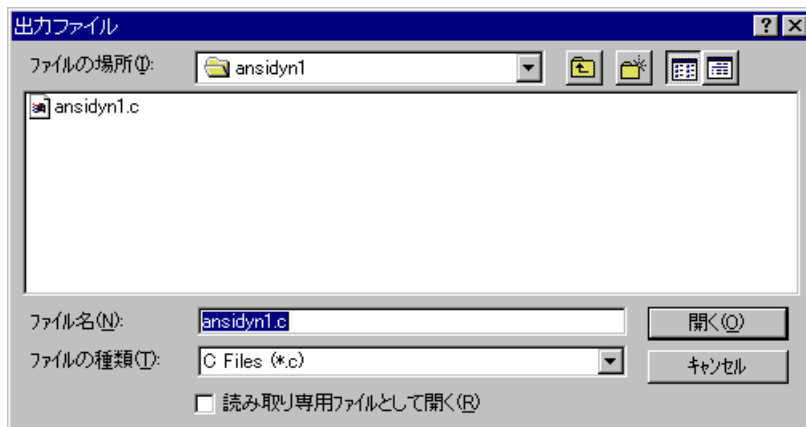 出力ファイル
ﾌｧｲﾙの場所(I): ansidyn1
ansidyn1.c
ﾌｧｲﾙ名(N): ansidyn1.c 開く(O)
ﾌｧｲﾙの種類(T): C Files (*.c) ｷｬﾝｾﾙ
読み取り専用ﾌｧｲﾙとして開く(R)